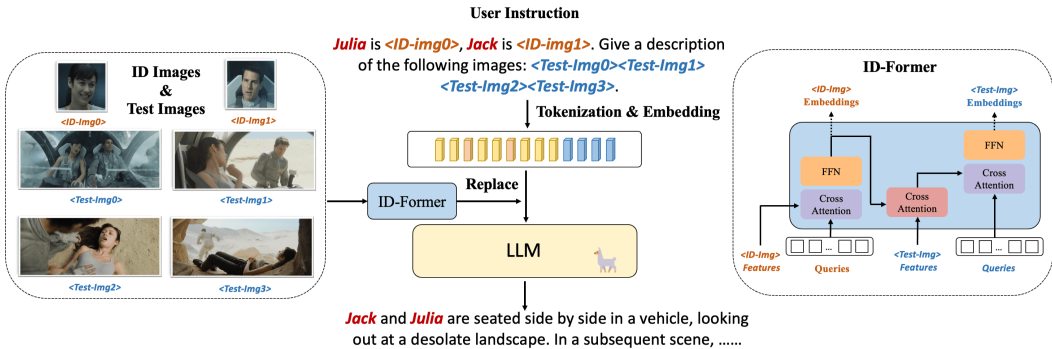 User Instruction
Julia is <ID-img0>, Jack is <ID-img1>. Give a description
of the following images: <Test-Img0><Test-Img1>
<Test-Img2><Test-Img3>.
ID Images
&
Test Images
<ID-Img0>
<ID-Img1>
<Test-Img0>
<Test-Img1>
<Test-Img2>
<Test-Img3>
Tokenization & Embedding
ID-Former
Replace
LLM
Jack and Julia are seated side by side in a vehicle, looking
out at a desolate landscape. In a subsequent scene, ......
ID-Former
<ID-Img>
Embeddings
<Test-Img>
Embeddings
FFN
FFN
Cross
Attention
Cross
Attention
Cross
Attention
...
...
<ID-Img>
Features
Queries
<Test-Img>
Features
Queries